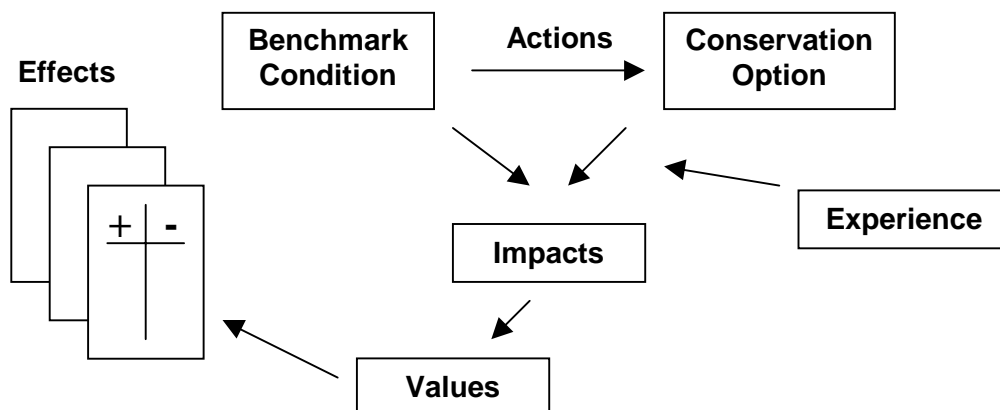 Benchmark
Condition
Actions
Conservation
Option
Effects
+ -
Experience
Impacts
Values